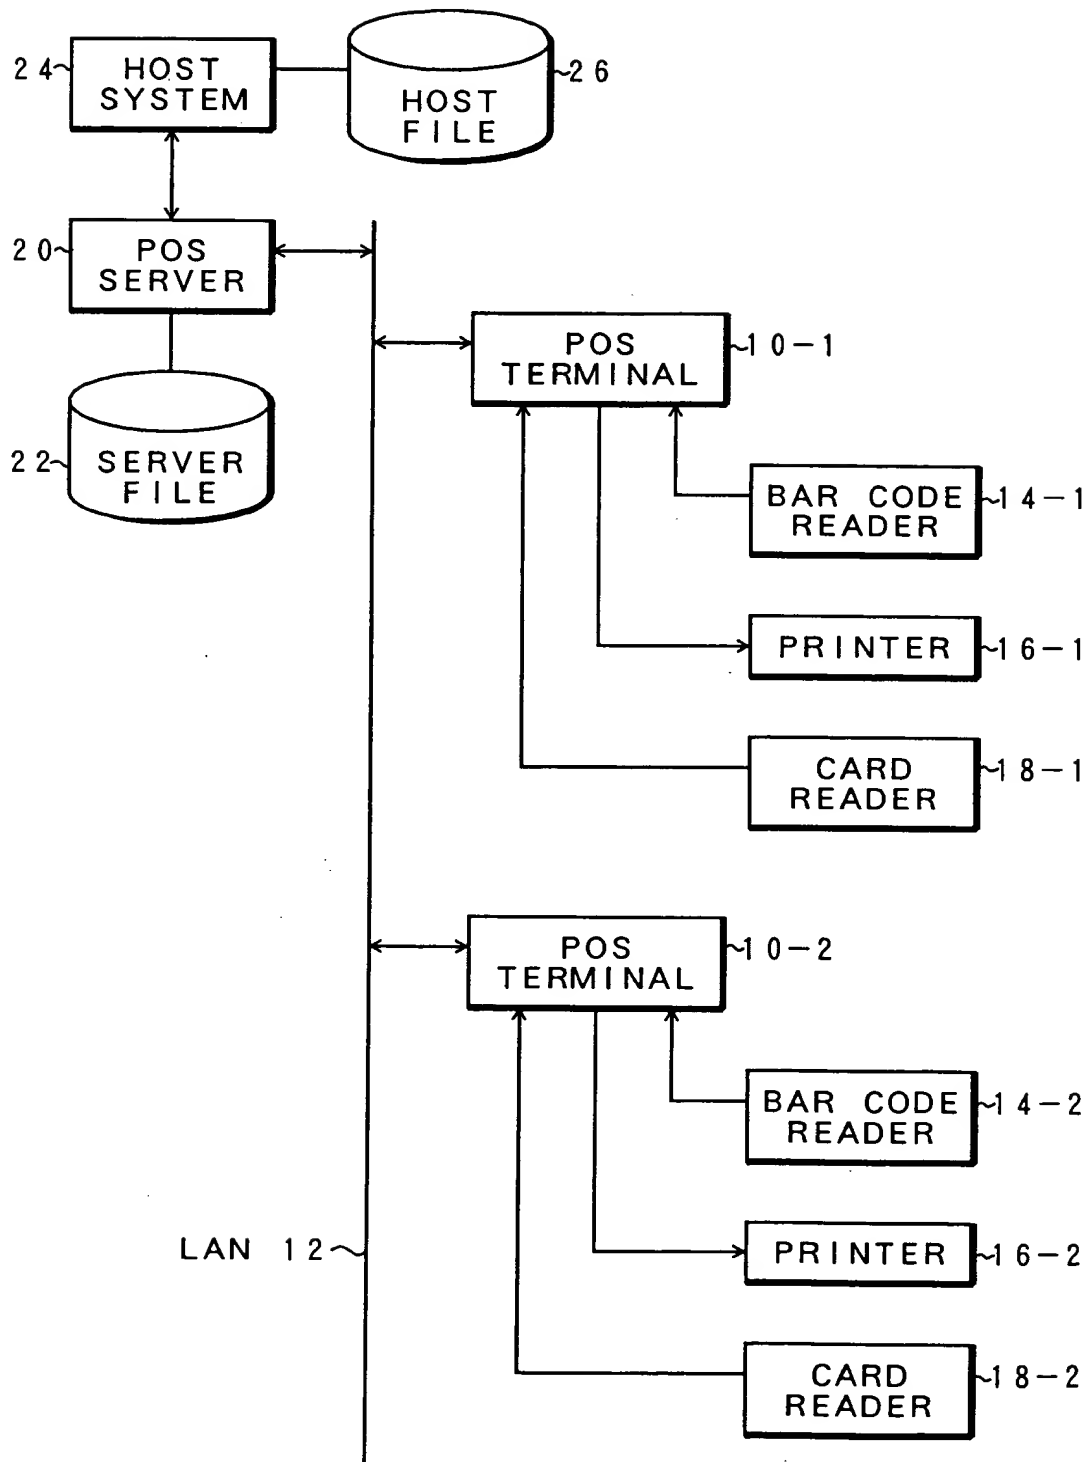 24
HOST
SYSTEM
HOST
FILE
26
20
POS
SERVER
22
SERVER
FILE
POS
TERMINAL
10-1
BAR CODE
READER
14-1
PRINTER
16-1
CARD
READER
18-1
POS
TERMINAL
10-2
BAR CODE
READER
14-2
LAN 12
PRINTER
16-2
CARD
READER
18-2